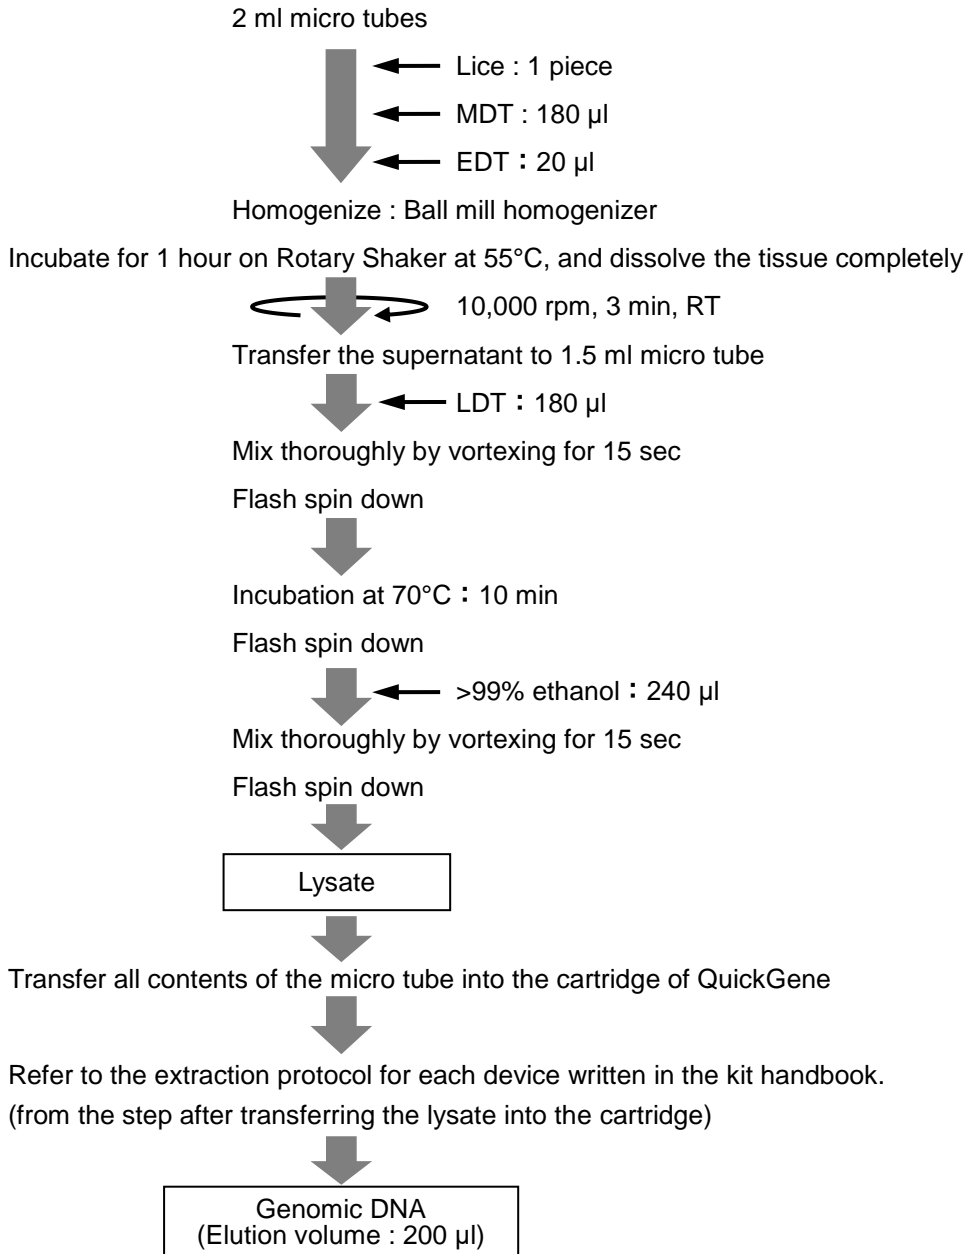 2 ml micro tubes
Lice : 1 piece
MDT : 180 µl
EDT：20 µl
Homogenize : Ball mill homogenizer
Incubate for 1 hour on Rotary Shaker at 55°C, and dissolve the tissue completely
10,000 rpm, 3 min, RT
Transfer the supernatant to 1.5 ml micro tube
LDT：180 µl
Mix thoroughly by vortexing for 15 sec
Flash spin down
Incubation at 70°C：10 min
Flash spin down
>99% ethanol：240 µl
Mix thoroughly by vortexing for 15 sec
Flash spin down
Lysate
Transfer all contents of the micro tube into the cartridge of QuickGene
Refer to the extraction protocol for each device written in the kit handbook.
(from the step after transferring the lysate into the cartridge)
Genomic DNA
(Elution volume : 200 µl)